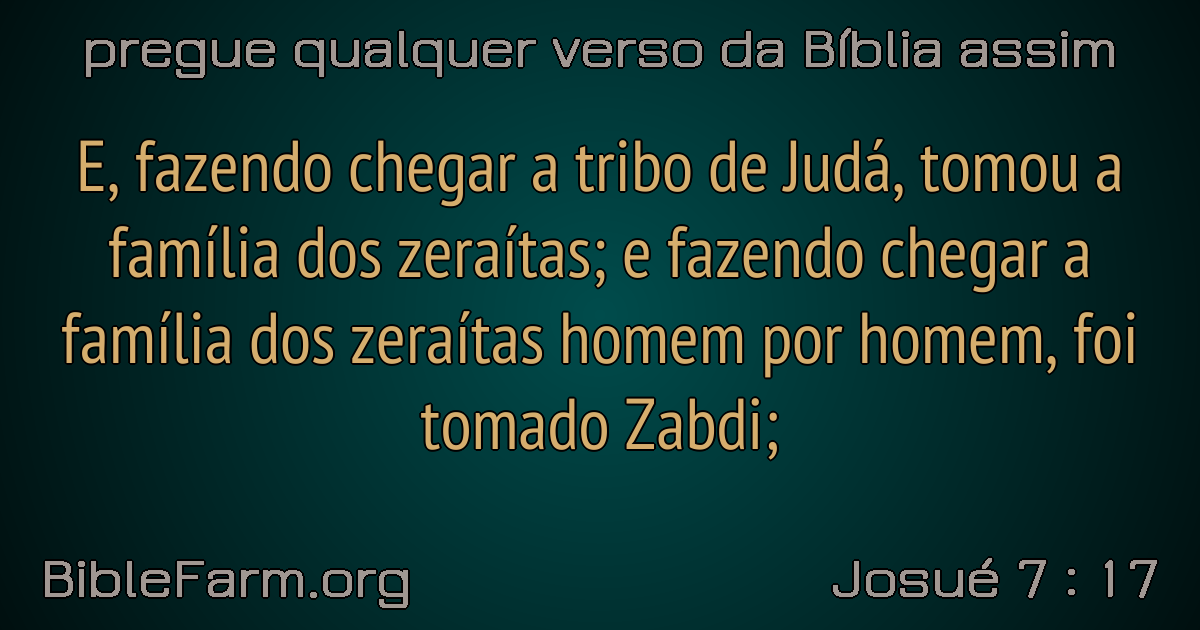 pregue qualquer verso da Bíblia assim
E, fazendo chegar a tribo de Judá, tomou a
família dos zeraítas; e fazendo chegar a
família dos zeraítas homem por homem, foi
tomado Zabdi;
BibleFarm.org
Josué 7 : 17